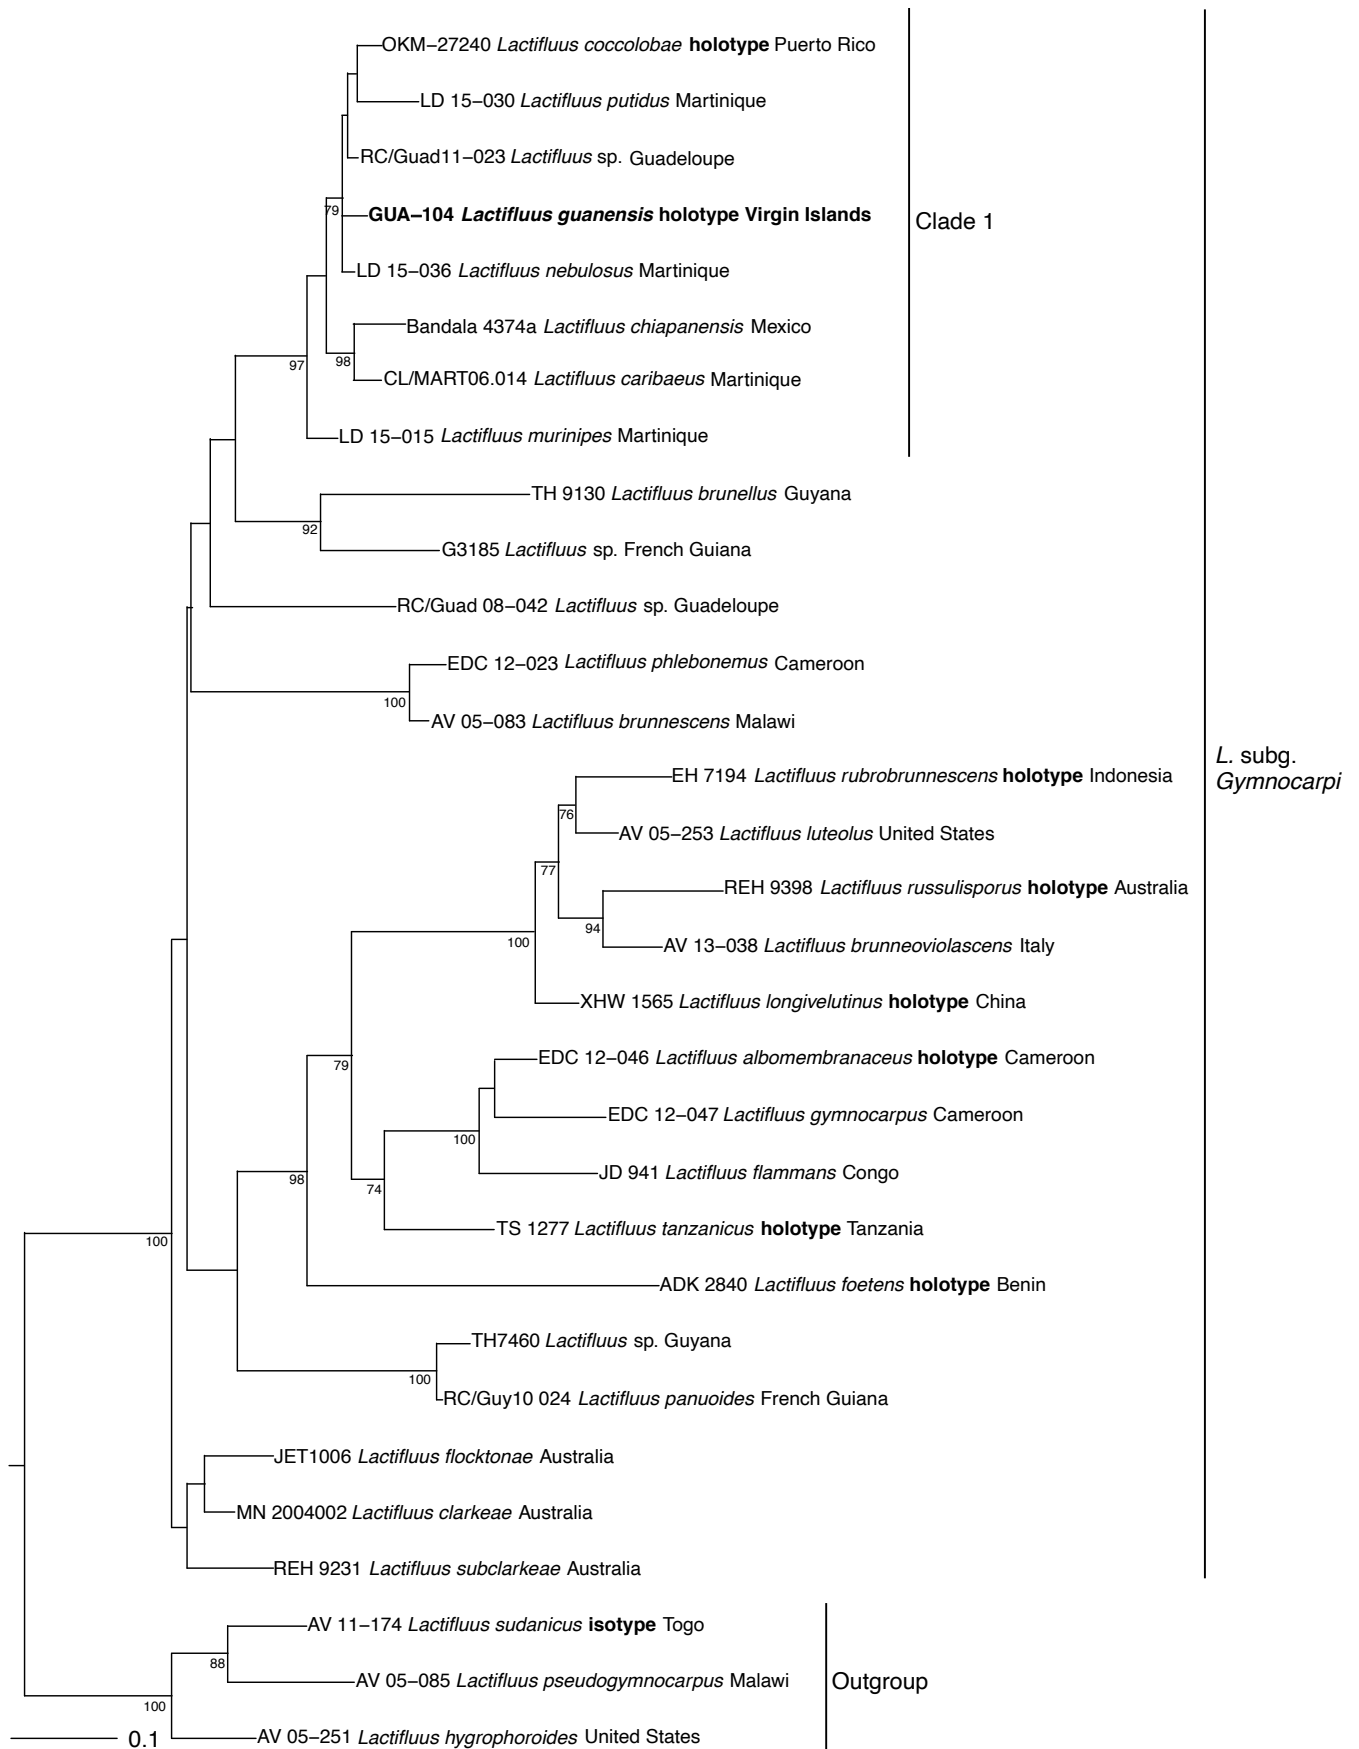 OKM−27240 Lactifluus coccolobae holotype Puerto Rico
LD 15−030 Lactifluus putidus Martinique
RC/Guad11−023 Lactifluus sp. Guadeloupe
79
GUA−104 Lactifluus guanensis holotype Virgin Islands
Clade 1
LD 15−036 Lactifluus nebulosus Martinique
Bandala 4374a Lactifluus chiapanensis Mexico
97
98
CL/MART06.014 Lactifluus caribaeus Martinique
LD 15−015 Lactifluus murinipes Martinique
TH 9130 Lactifluus brunellus Guyana
92
G3185 Lactifluus sp. French Guiana
RC/Guad 08−042 Lactifluus sp. Guadeloupe
EDC 12−023 Lactifluus phlebonemus Cameroon
100
AV 05−083 Lactifluus brunnescens Malawi
L. subg.
Gymnocarpi
EH 7194 Lactifluus rubrobrunnescens holotype Indonesia
76
AV 05−253 Lactifluus luteolus United States
77
REH 9398 Lactifluus russulisporus holotype Australia
94
100
AV 13−038 Lactifluus brunneoviolascens Italy
XHW 1565 Lactifluus longivelutinus holotype China
EDC 12−046 Lactifluus albomembranaceus holotype Cameroon
79
EDC 12−047 Lactifluus gymnocarpus Cameroon
100
JD 941 Lactifluus flammans Congo
98
74
TS 1277 Lactifluus tanzanicus holotype Tanzania
100
ADK 2840 Lactifluus foetens holotype Benin
TH7460 Lactifluus sp. Guyana
100
RC/Guy10 024 Lactifluus panuoides French Guiana
JET1006 Lactifluus flocktonae Australia
MN 2004002 Lactifluus clarkeae Australia
REH 9231 Lactifluus subclarkeae Australia
AV 11−174 Lactifluus sudanicus isotype Togo
88
AV 05−085 Lactifluus pseudogymnocarpus Malawi
Outgroup
100
AV 05−251 Lactifluus hygrophoroides United States
0.1